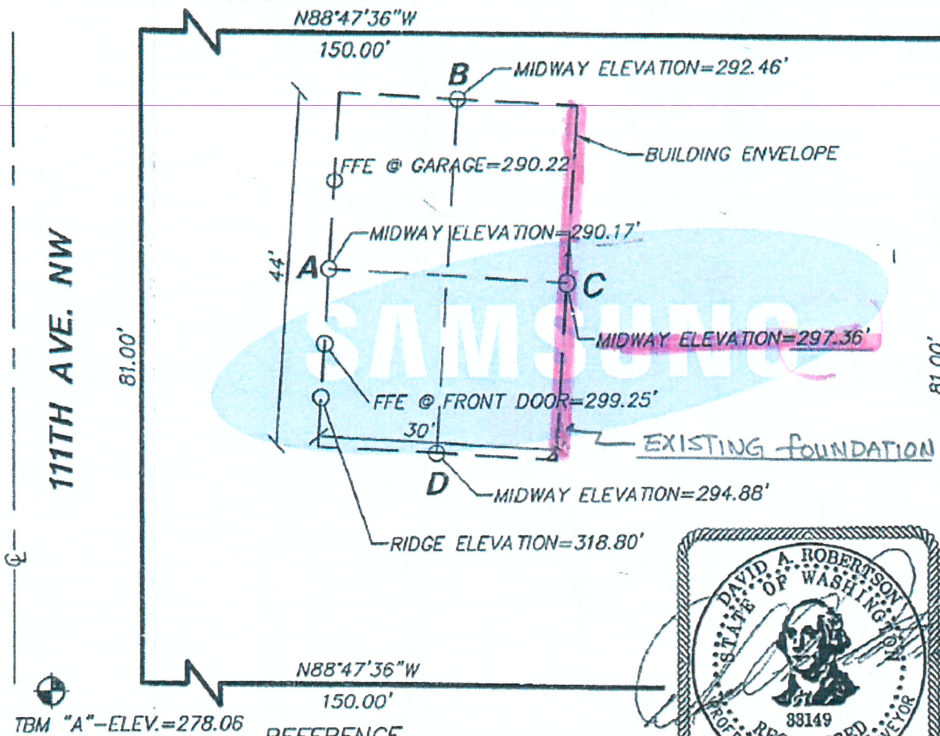 N88°47'36"W
150.00'
B
MIDWAY ELEVATION=292.46'
BUILDING ENVELOPE
FFE @ GARAGE=290.22
MIDWAY ELEVATION=290.17'
44'
A
C
111TH AVE. NW
81.00'
SAMSUNG
MIDWAY ELEVATION=297.36'
81.00'
FFE @ FRONT DOOR=299.25'
30'
EXISTING FOUNDATION
D
MIDWAY ELEVATION=294.88'
RIDGE ELEVATION=318.80'
N88°47'36"W
150.00'
TBM "A"-ELEV.=278.06
REFERENCE
DAVID A. ROBERTSON
STATE OF WASHINGTON
33149